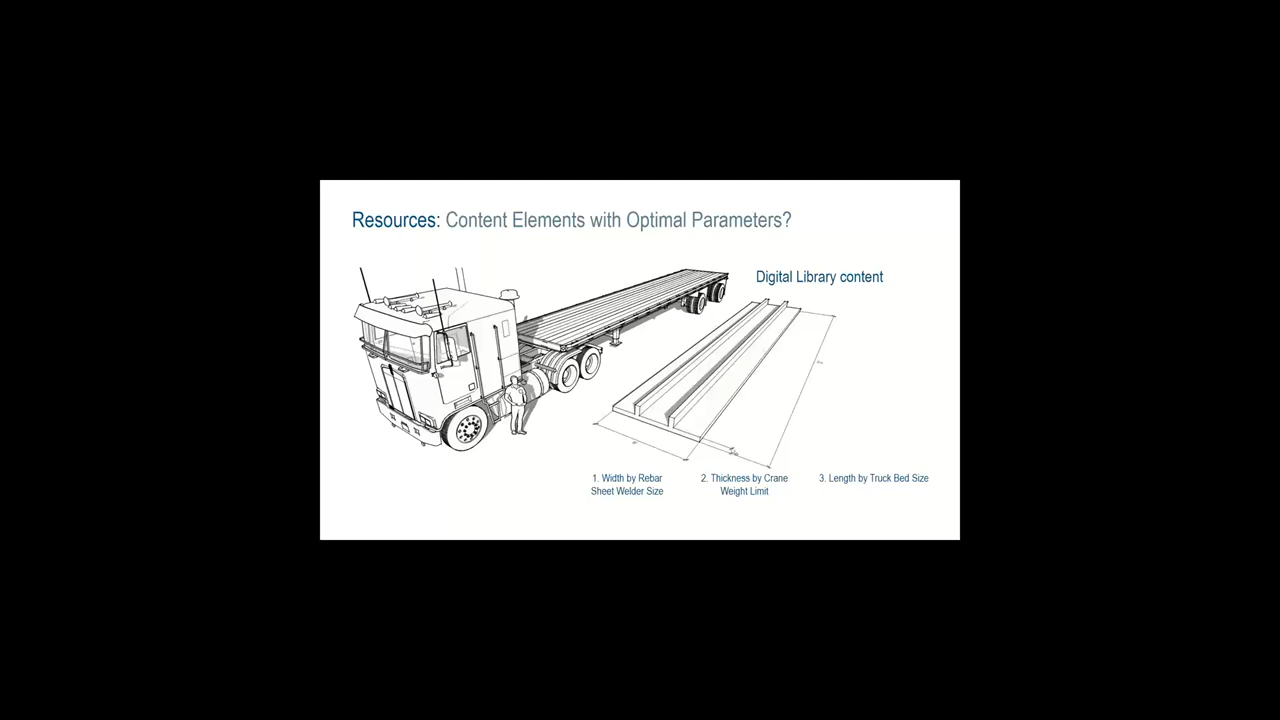 Resources: Content Elements with Optimal Parameters?
Digital Library content
1. Width by Rebar
Sheet Welder Size
2. Thickness by Crane
Weight Limit
3. Length by Truck Bed Size